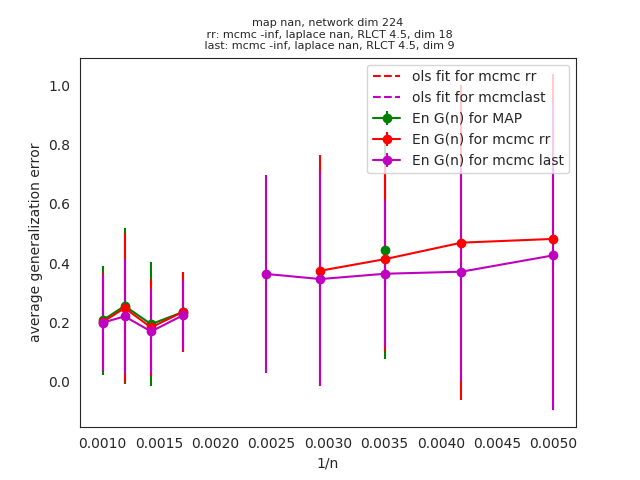 map nan, network dim 224
rr: mcmc -inf, laplace nan, RLCT 4.5, dim 18
last: mcmc -inf, laplace nan, RLCT 4.5, dim 9
ols fit for mcmc rr
ols fit for mcmclast
En G(n) for MAP
En G(n) for mcmc rr
En G(n) for mcmc last
average generalization error
1.0
0.8
0.6
0.4
0.2
0.0
0.0010 0.0015 0.0020 0.0025 0.0030 0.0035 0.0040 0.0045 0.0050
1/n